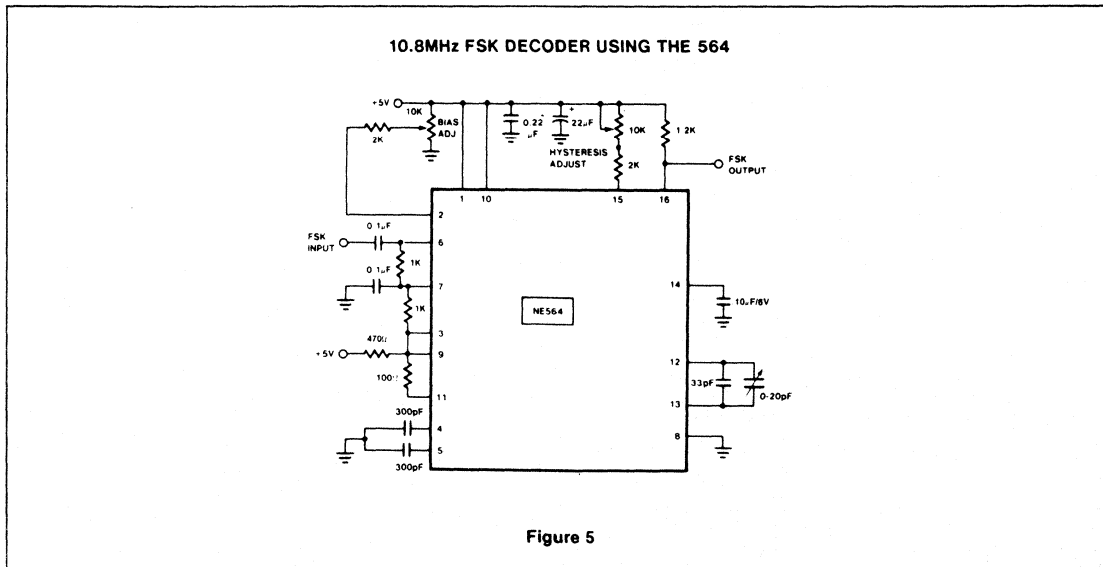 10.8MHz FSK DECODER USING THE 564
+5V
10K
BIAS
ADJ
2K
0.22
μF
+
22μF
10K
HYSTERESIS
ADJUST
2K
1 2K
FSK
OUTPUT
1
10
15
16
2
FSK
INPUT
0 1μF
6
1K
0 1μF
7
1K
3
+5V
470Ω
9
100Ω
11
300pF
4
5
300pF
NE564
14
10μF/6V
12
33pF
0-20pF
13
8
Figure 5